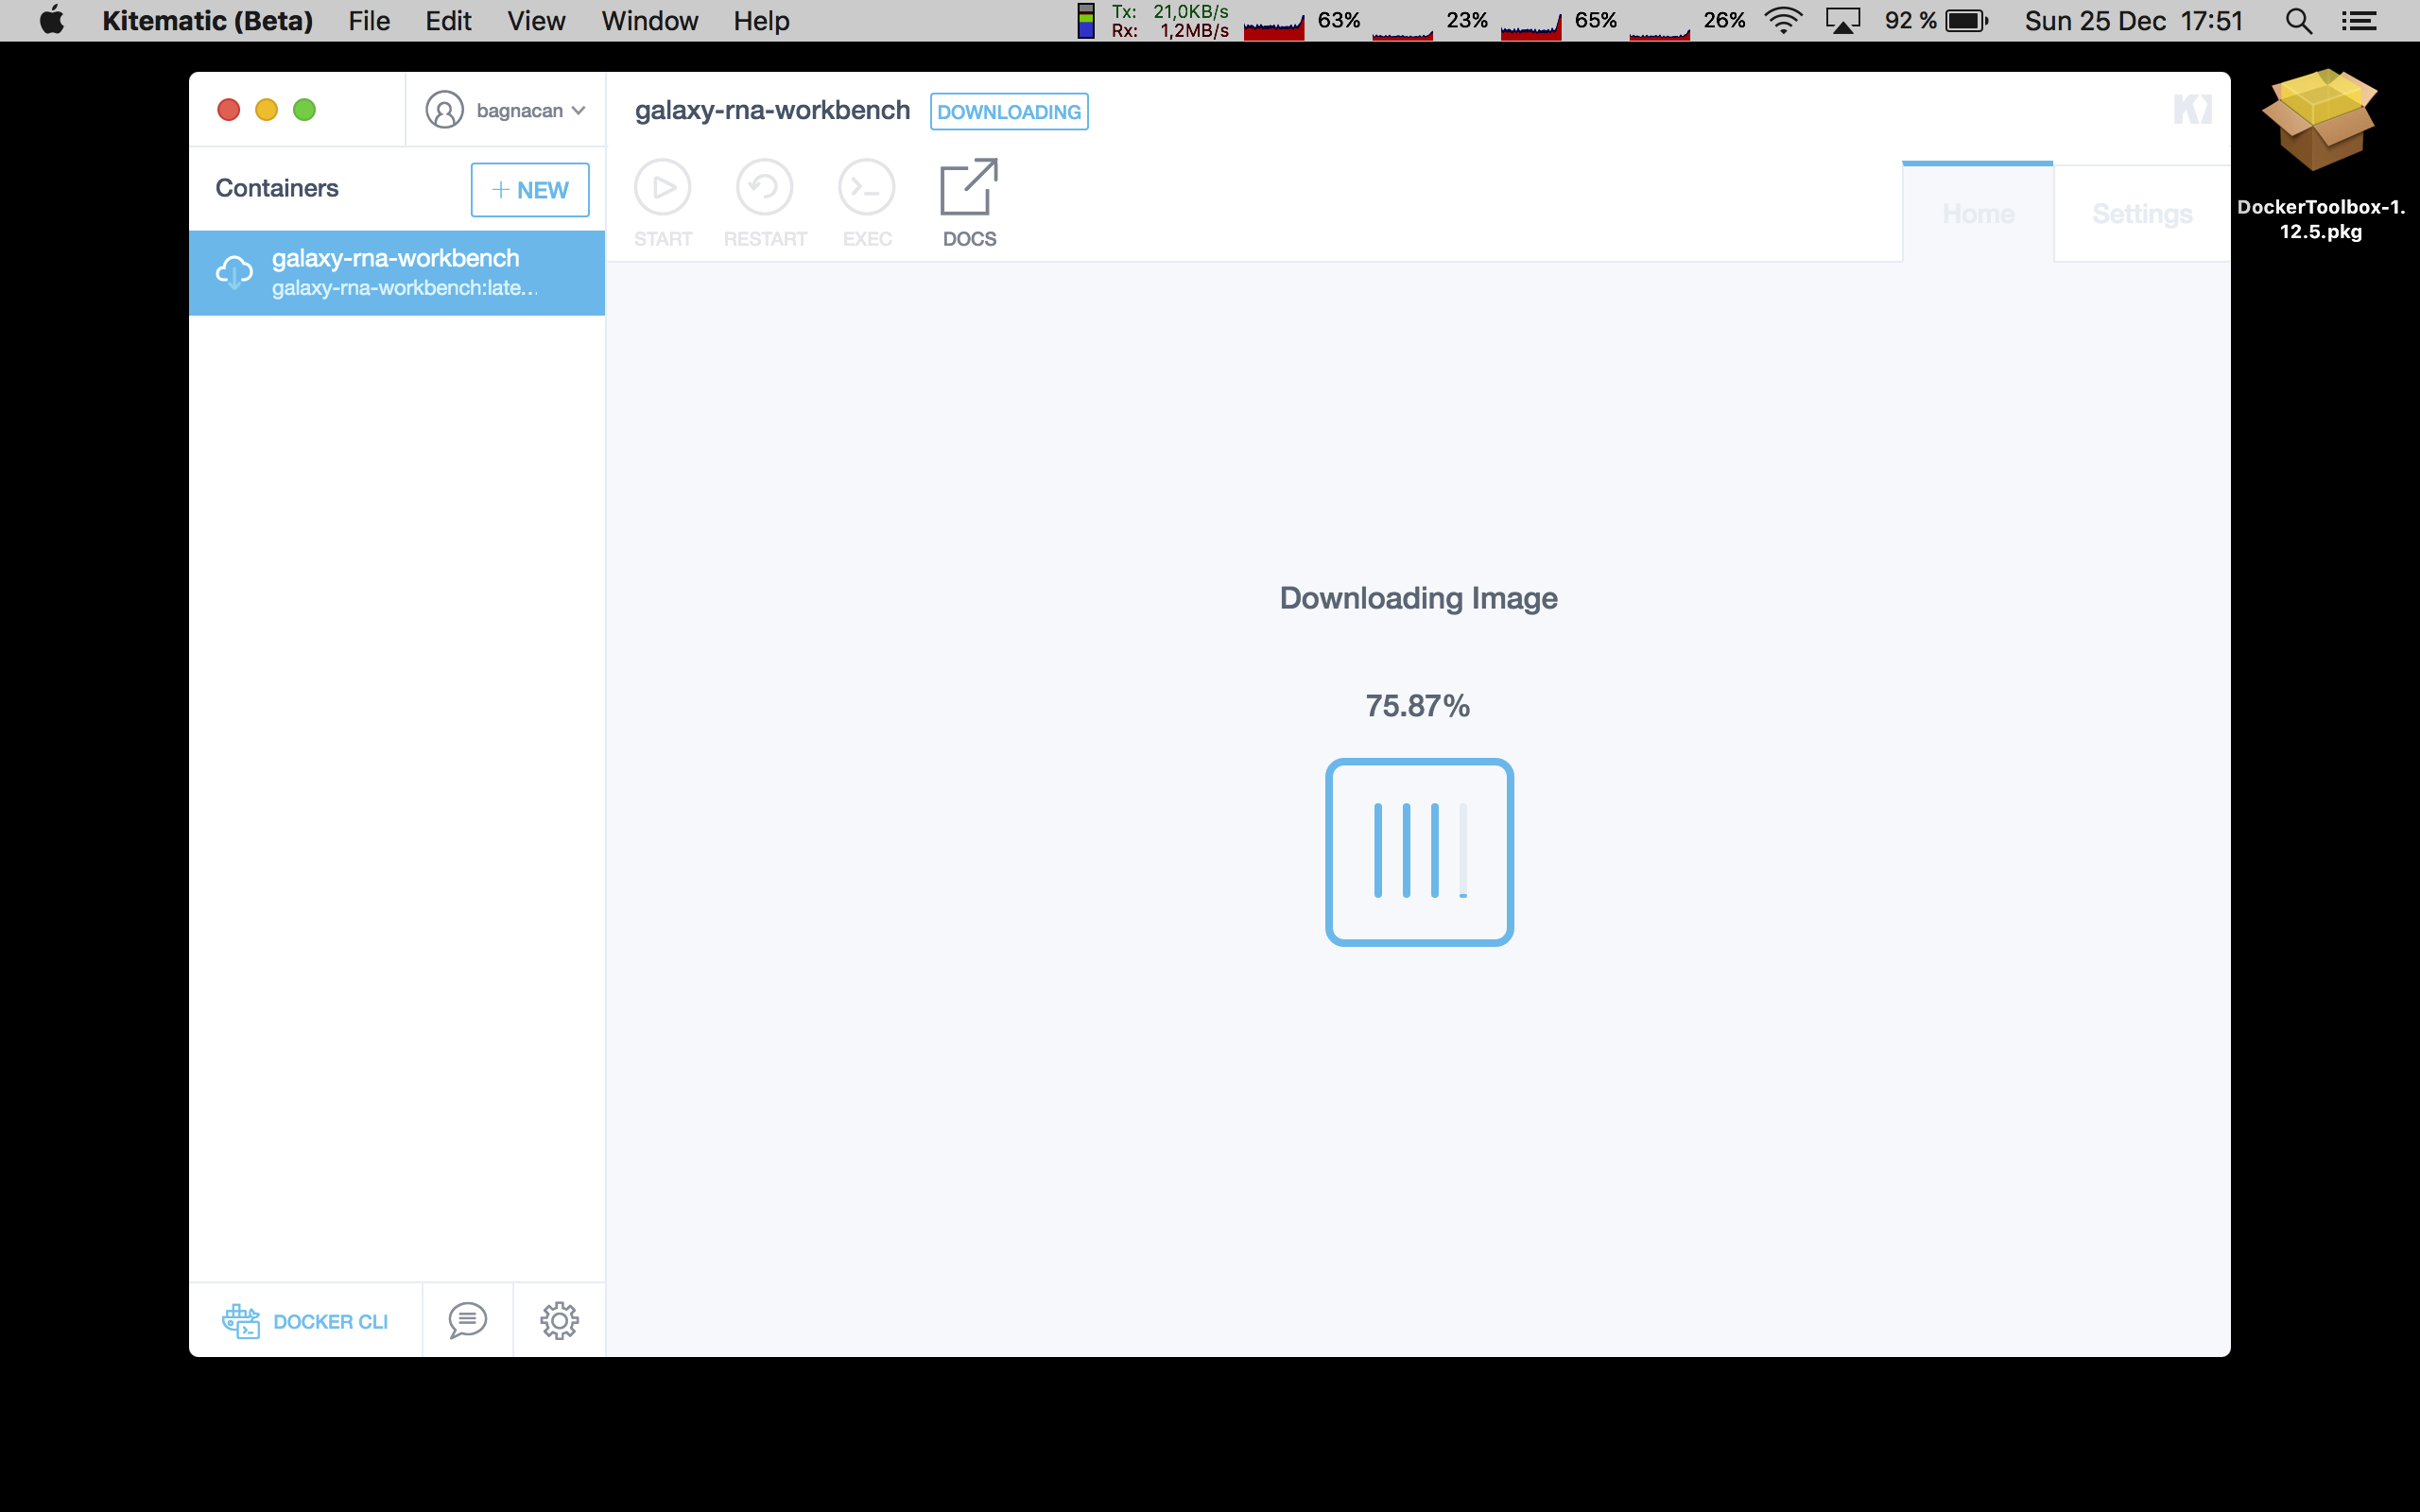 Kitematic (Beta) File Edit View Window Help
Tx: 21,0KB/s
Rx: 1,2MB/s
63% 23% 65% 26% 92 % Sun 25 Dec 17:51
bagnacan
galaxy-rna-workbench DOWNLOADING
Containers
+ NEW
START RESTART EXEC DOCS
Home Settings
DockerToolbox-1.
12.5.pkg
galaxy-rna-workbench
galaxy-rna-workbench:late...
Downloading Image
75.87%
DOCKER CLI